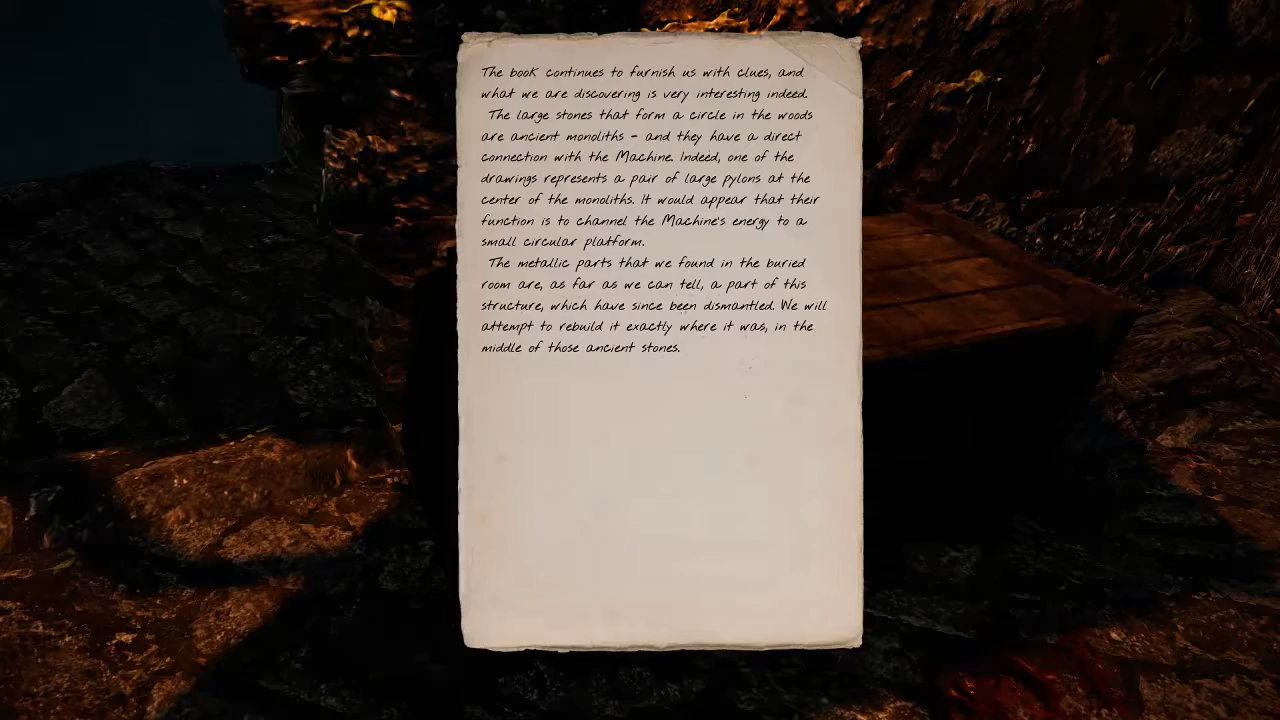 The book continues to furnish us with clues, and
what we are discovering is very interesting indeed.
The large stones that form a circle in the woods
are ancient monoliths - and they have a direct
connection with the Machine. Indeed, one of the
drawings represents a pair of large pylons at the
center of the monoliths. It would appear that their
function is to channel the Machine's energy to a
small circular platform.
The metallic parts that we found in the buried
room are, as far as we can tell, a part of this
structure, which have since been dismantled. We will
attempt to rebuild it exactly where it was, in the
middle of those ancient stones.